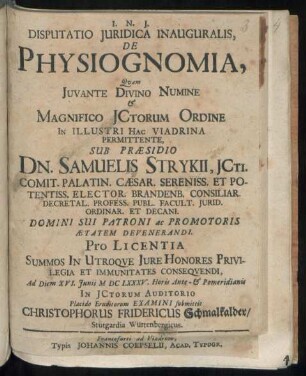 I. N. J.
DISPUTATIO JURIDICA INAUGURALIS,
DE
PHYSIOGNOMIA,
Quam
JUVANTE DIVINO NUMINE
&
MAGNIFICO JCTORUM ORDINE
IN ILLUSTRI HAC VIADRINA
PERMITTENTE,
SUB PRÆSIDIO
DN. SAMUELIS STRYKII, JCTI.
COMIT. PALATIN. CÆSAR. SERENISS. ET PO-
TENTISS. ELECTOR. BRANDENB. CONSILIAR.
DECRETAL. PROFESS. PUBL. FACULT. JURID.
ORDINAR. ET DECANI.
DOMINI SUI PATRONI ac PROMOTORIS
ÆTATEM DEVENERANDI.
PRO LICENTIA
SUMMOS IN UTROQVE JURE HONORES PRIVI-
LEGIA ET IMMUNITATES CONSEQVENDI,
Ad Diem XVI. Junii M DC LXXXV. Horis Ante- & Pomeridianis
IN JCTORUM AUDITORIO
Placido Eruditorum EXAMINI submittit
CHRISTOPHORUS FRIDERICUS Schmalkalder/
Stutgardia Würtenbergicus.
Francofurti ad Viadrum,
Typis JOHANNIS COEPSELII, ACAD. TYPOGR.